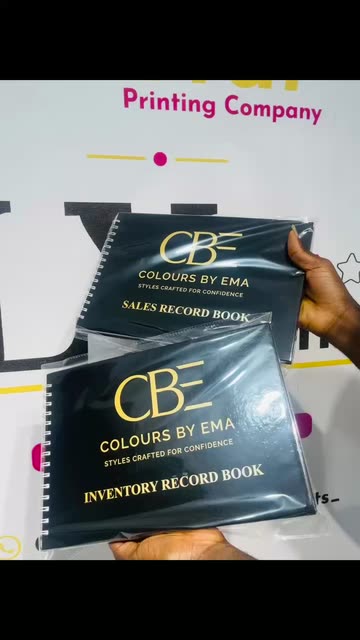 Printing Company
CBE
COLOURS BY EMA
STYLES CRAFTED FOR CONFIDENCE
SALES RECORD BOOK
CBE
COLOURS BY EMA
STYLES CRAFTED FOR CONFIDENCE
INVENTORY RECORD BOOK